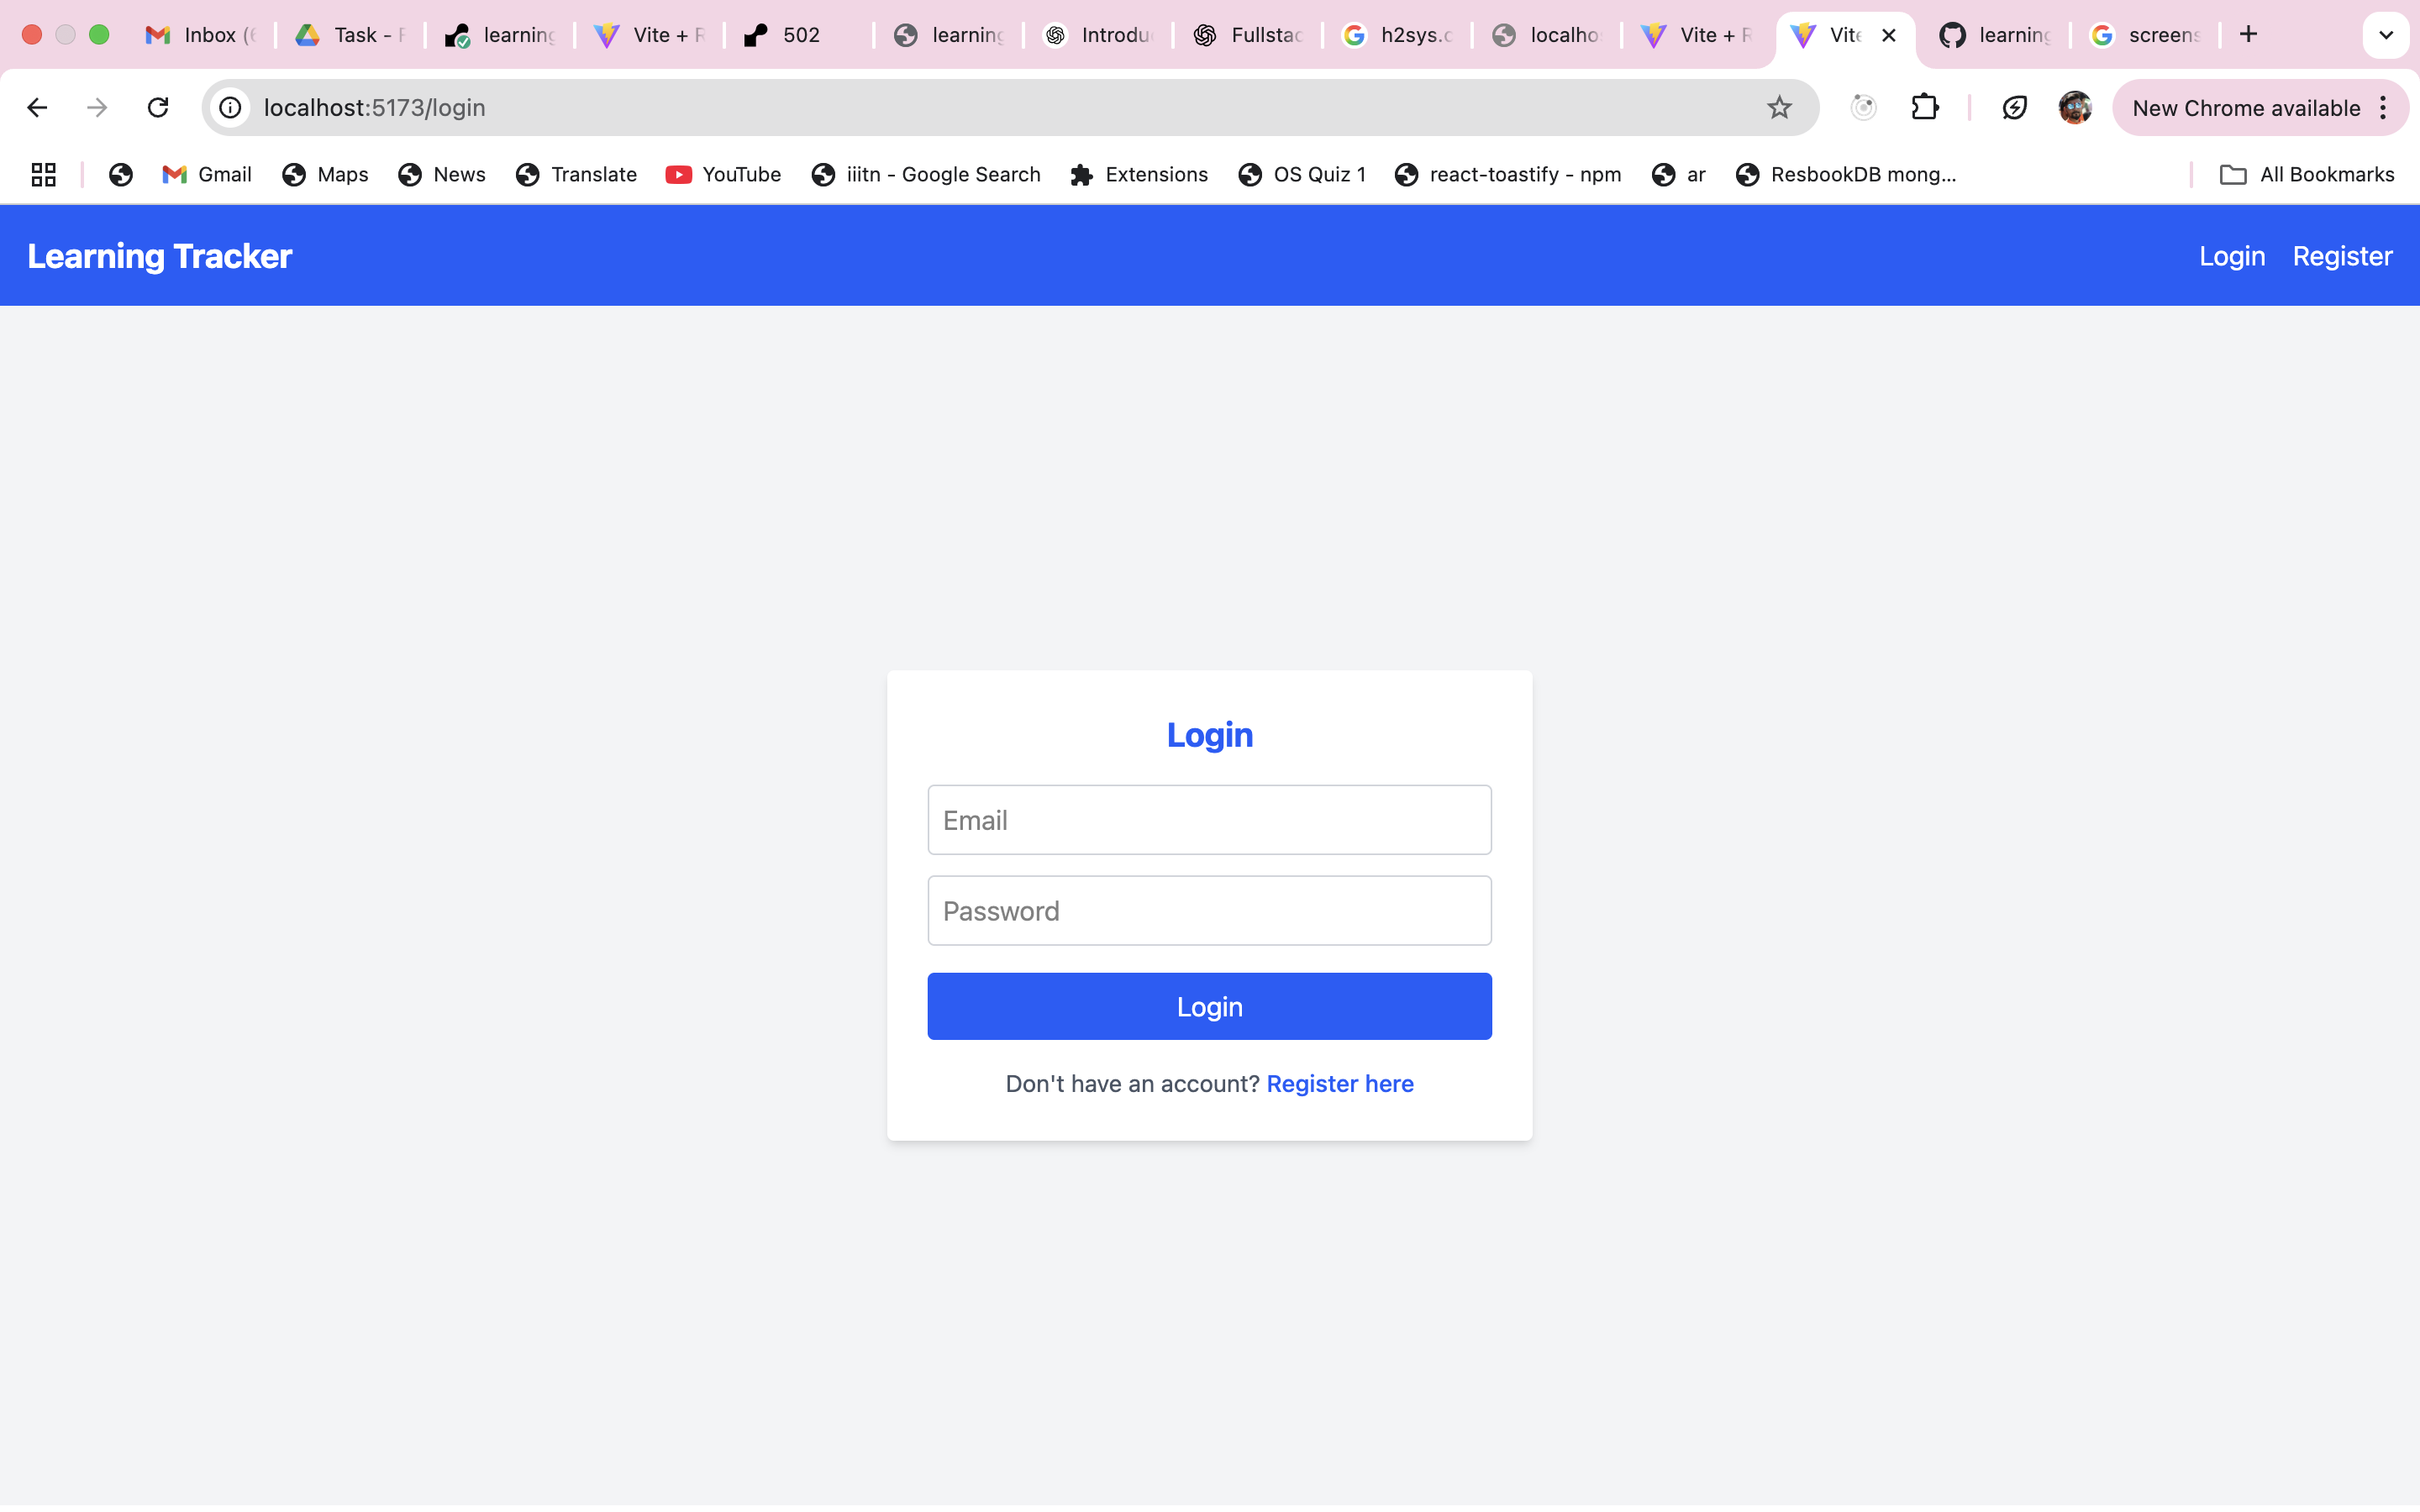 Inbox (6 Task - F learning Vite + R 502 learning Introdu Fullstac h2sys.c localho Vite + R Vite learning screens
localhost:5173/login New Chrome available
Gmail Maps News Translate YouTube iiitn - Google Search Extensions OS Quiz 1 react-toastify - npm ar ResbookDB mong... All Bookmarks
Learning Tracker Login Register
Login
Email
Password
Login
Don't have an account? Register here